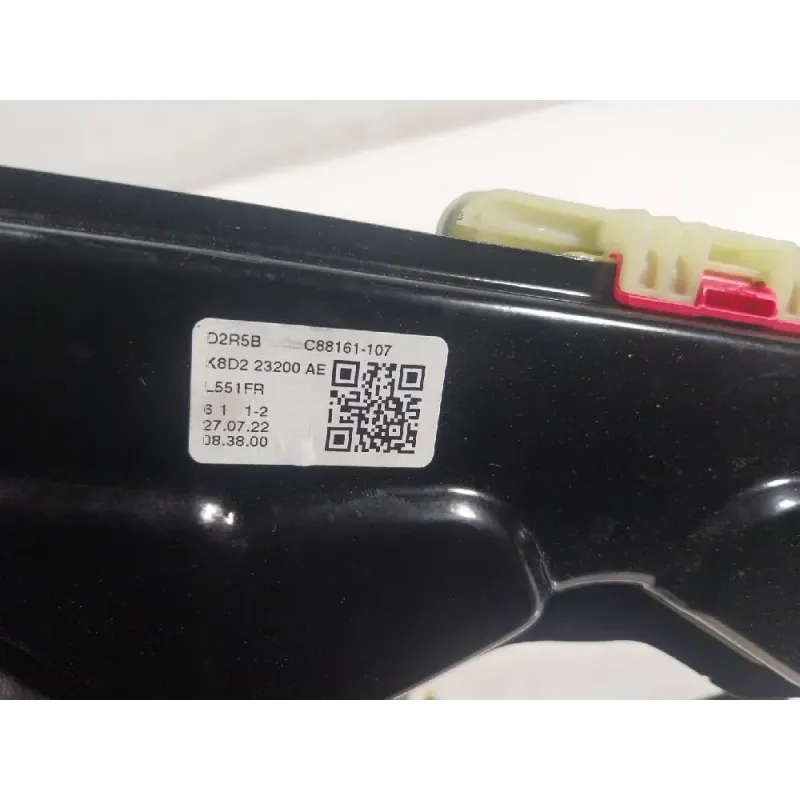 D2R5B C88161-107
K8D2 23200 AE
L551FR
6 1 1-2
27.07.22
08.38.00